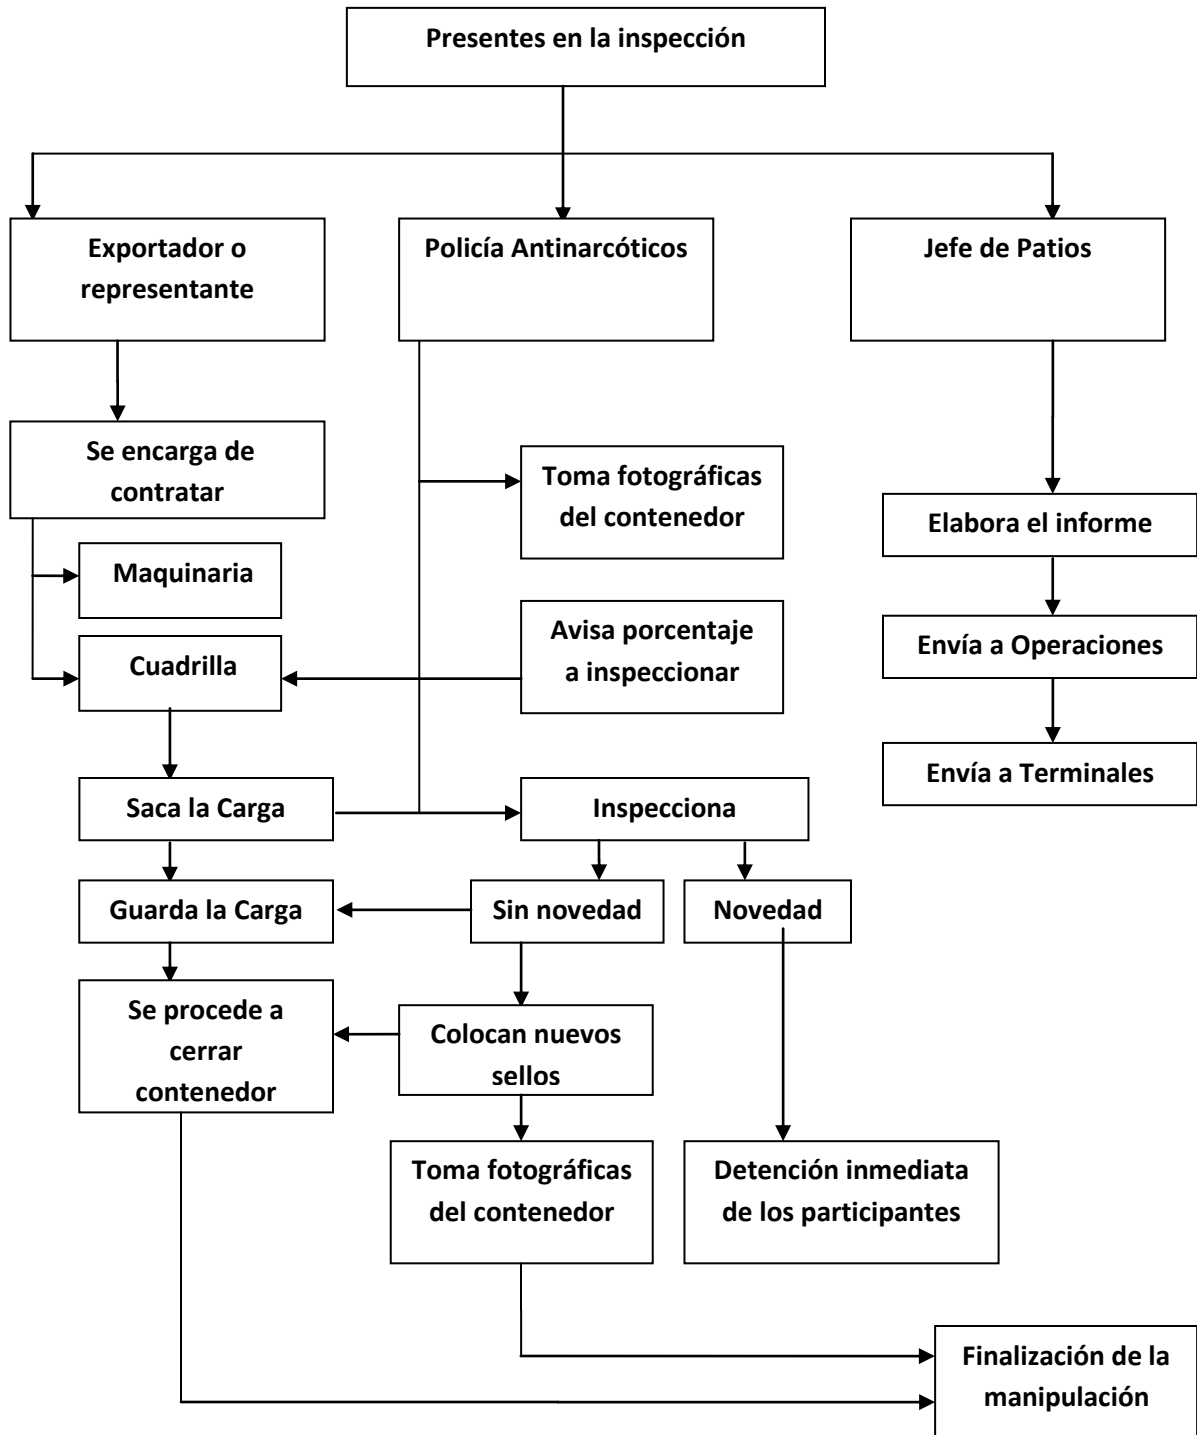 Presentes en la inspección
Exportador o
representante
Policía Antinarcóticos
Jefe de Patios
Se encarga de
contratar
Toma fotográficas
del contenedor
Elabora el informe
Maquinaria
Avisa porcentaje
a inspeccionar
Envía a Operaciones
Cuadrilla
Envía a Terminales
Saca la Carga
Inspecciona
Guarda la Carga
Sin novedad
Novedad
Se procede a
cerrar
contenedor
Colocan nuevos
sellos
Toma fotográficas
del contenedor
Detención inmediata
de los participantes
Finalización de la
manipulación